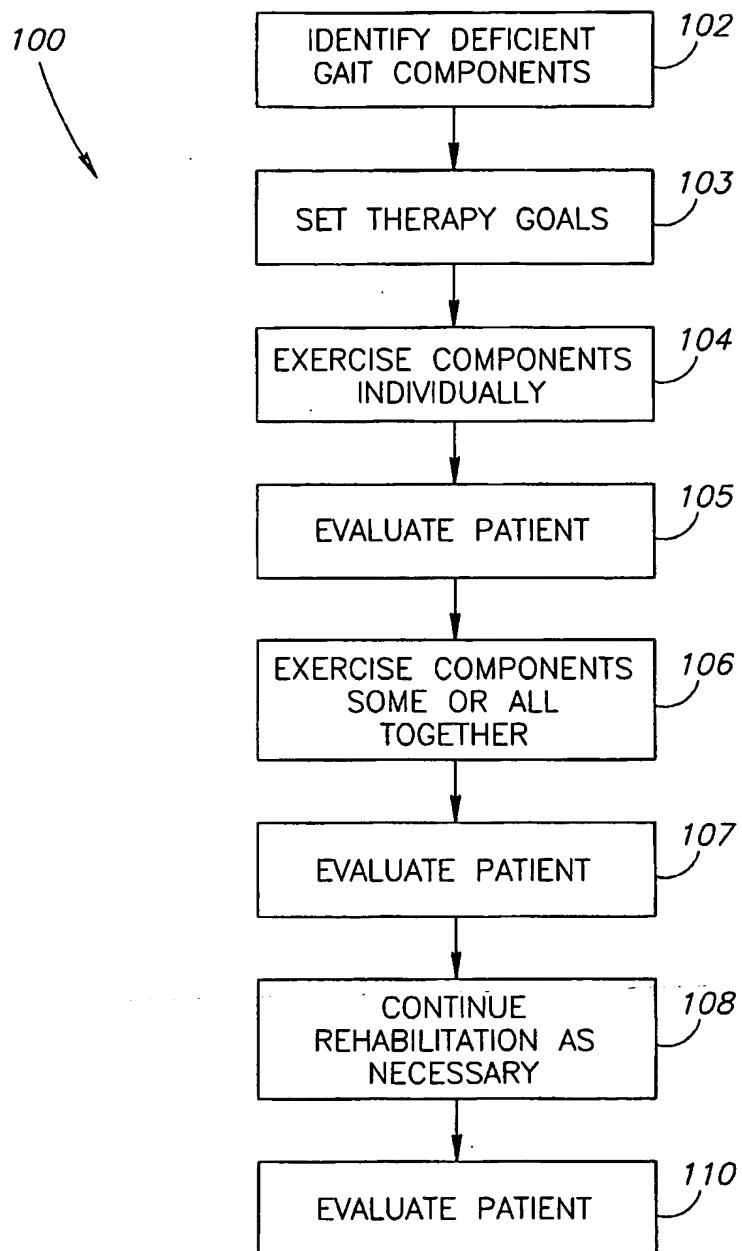 100
IDENTIFY DEFICIENT
GAIT COMPONENTS
102
SET THERAPY GOALS
103
EXERCISE COMPONENTS
INDIVIDUALLY
104
EVALUATE PATIENT
105
EXERCISE COMPONENTS
SOME OR ALL
TOGETHER
106
EVALUATE PATIENT
107
CONTINUE
REHABILITATION AS
NECESSARY
108
EVALUATE PATIENT
110